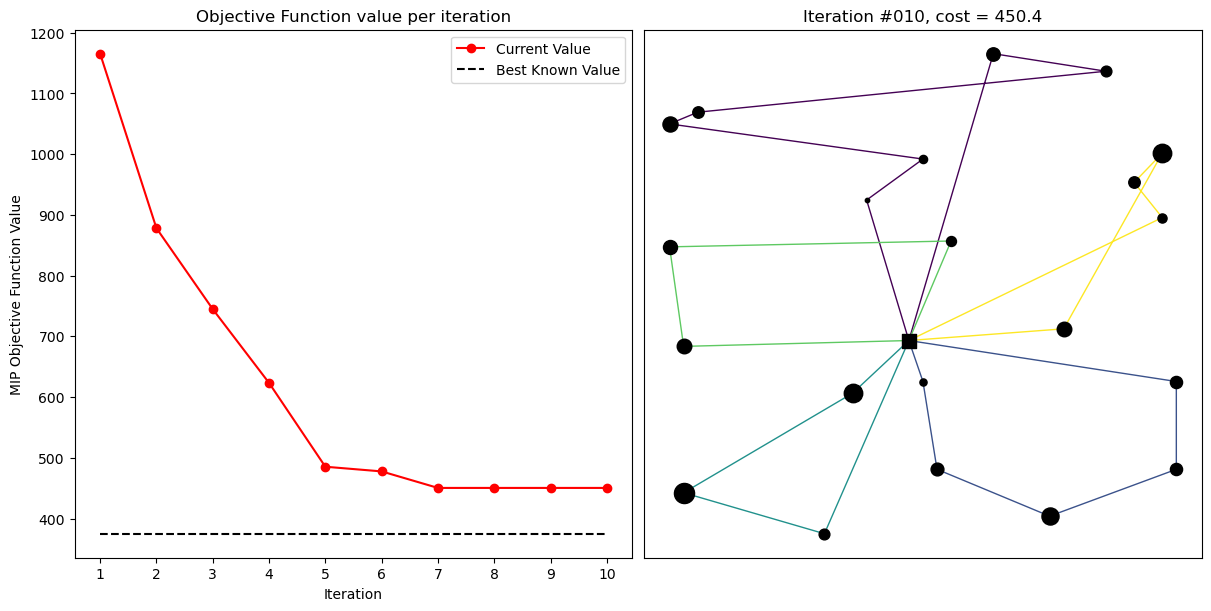 Objective Function value per iteration
Iteration #010, cost = 450.4
Current Value
Best Known Value
MIP Objective Function Value
1200
1100
1000
900
800
700
600
500
400
1 2 3 4 5 6 7 8 9 10
Iteration